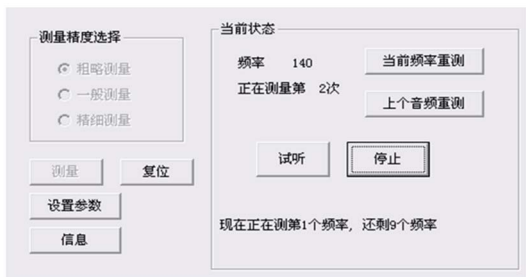 测量精度选择
粗略测量
一般测量
精细测量
测量
复位
设置参数
信息
当前状态
频率 140
当前频率重测
正在测量第 2次
上个音频重测
试听
停止
现在正在测第1个频率，还剩9个频率